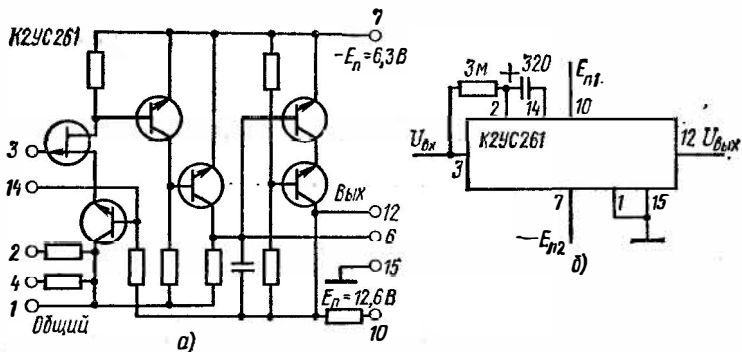 К2УС261
7
-Eп=6,3В
3
14
2
4
1
Общий
Вых
12
6
15
Eп=12,6В
10
а)
3м
+
320
Eп1.
2
14
10
Uвх
К2УС261
12
Uвых
3
7
1
15
-Eп2
б)